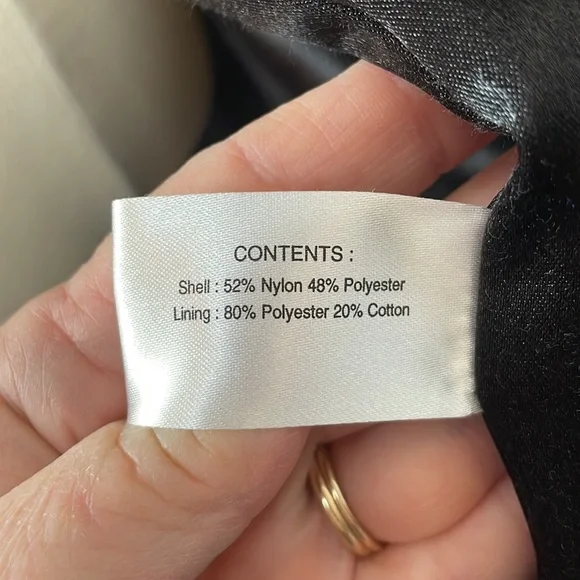 CONTENTS :
Shell : 52% Nylon 48% Polyester
Lining : 80% Polyester 20% Cotton